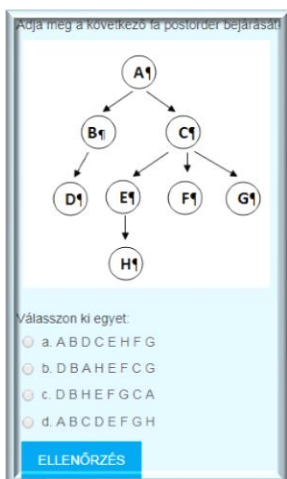 Adja meg a következő fa postorder bejárását!
A¶
B¶ C¶
D¶ E¶ F¶ G¶
H¶
Válasszon ki egyet:
a. A B D C E H F G
b. D B A H E F C G
c. D B H E F G C A
d. A B C D E F G H
ELLENŐRZÉS